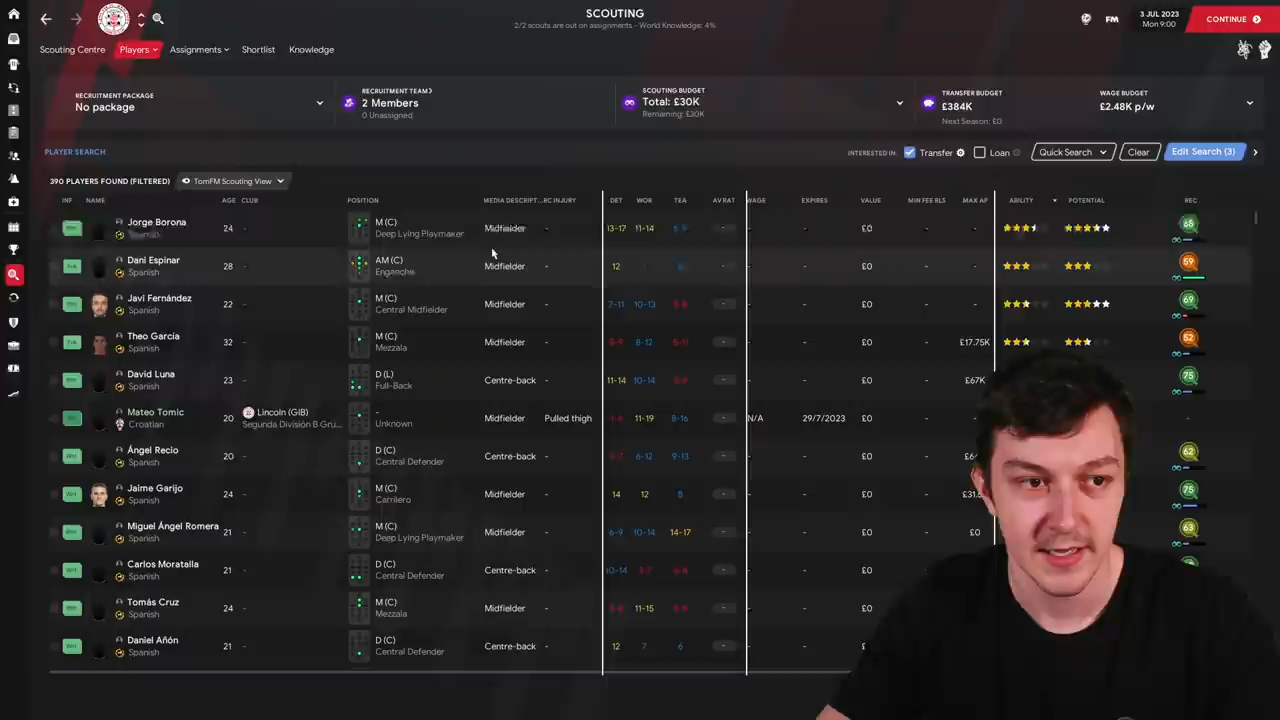 SCOUTING
2/2 scouts are out on assignments - World Knowledge: 4%
FM
3 JUL 2023
Mon 9:00
CONTINUE
Scouting Centre
Players
Assignments
Shortlist
Knowledge
RECRUITMENT PACKAGE
No package
RECRUITMENT TEAM
2 Members
0 Unassigned
SCOUTING BUDGET
Total: £30K
Remaining: £30K
TRANSFER BUDGET
£384K
Next Season: £0
WAGE BUDGET
£2.48K p/w
PLAYER SEARCH
INTERESTED IN:
Transfer
Loan
Quick Search
Clear
Edit Search (3)
390 PLAYERS FOUND (FILTERED)
TomFM Scouting View
INF NAME AGE CLUB POSITION MEDIA DESCRIPT... RC INJURY DET WOR TEA AV RAT WAGE EXPIRES MIN FEE RLS VALUE MAX AP ABILITY POTENTIAL REC
Jorge Borona 24 - M (C) Midfielder - 13-17 11-14 - - - - £0 - 68
Deep Lying Playmaker
Dani Espinar 28 - AM (C) Midfielder - 12 - - - - £0 - 59
Spanish Enganche
Javi Fernández 22 - M (C) Midfielder - 7-11 10-13 - - - - £0 - 69
Spanish Central Midfielder
Theo García 32 - M (C) Midfielder - 8-12 - - - - £0 £17.75K 52
Spanish Mezzala
David Luna 23 - D (L) Centre-back - 11-14 10-14 - - - - £0 £67K 75
Spanish Full-Back
Mateo Tomic 20 Lincoln (GIB) - Midfielder Pulled thigh 11-19 8-16 - N/A 29/7/2023 - £0 - -
Croatian Segunda División B Gru... Unknown
Ángel Recio 20 - D (C) Centre-back - 6-12 9-13 - - - - £0 62
Spanish Central Defender
Jaime Garijo 24 - M (C) Midfielder - 14 12 8 - - - - £0 75
Spanish Carrilero
Miguel Ángel Romera 21 - M (C) Midfielder - 6-9 10-14 14-17 - - - - £0 £0 63
Spanish Deep Lying Playmaker
Carlos Moratalla 21 - D (C) Centre-back - 10-14 - - - - £0
Spanish Central Defender
Tomás Cruz 24 - M (C) Midfielder - 11-15 - - - £0
Spanish Mezzala
Daniel Añón 21 - D (C) Centre-back - 12 7 6 - - -
Spanish Central Defender